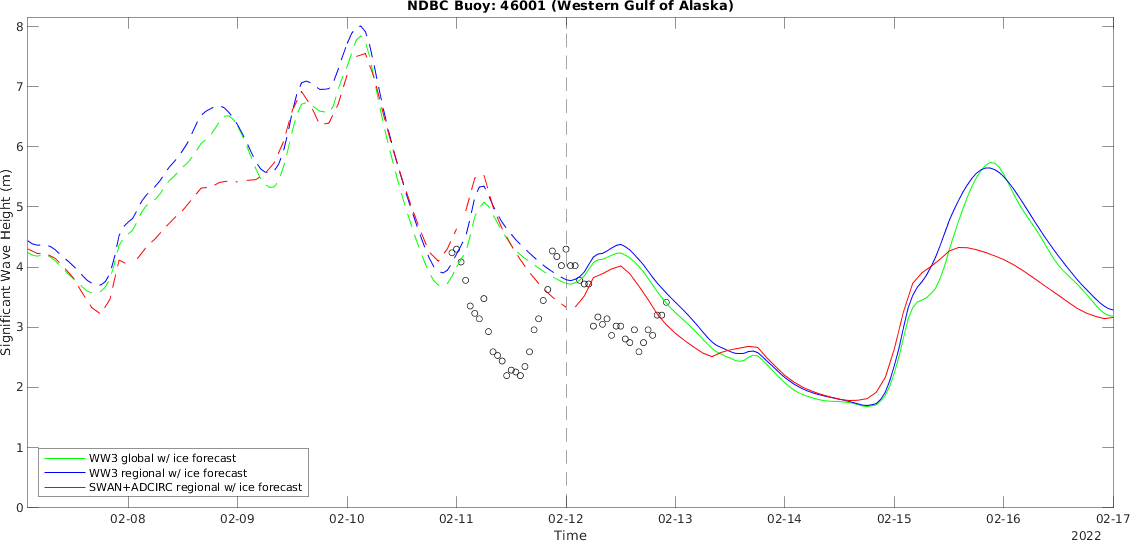 NDBC Buoy: 46001 (Western Gulf of Alaska)
8
7
6
5
4
3
2
1
0
Significant Wave Height (m)
WW3 global w/ ice forecast
WW3 regional w/ ice forecast
SWAN+ADCIRC regional w/ ice forecast
02-08 02-09 02-10 02-11 02-12 02-13 02-14 02-15 02-16 02-17
Time
2022